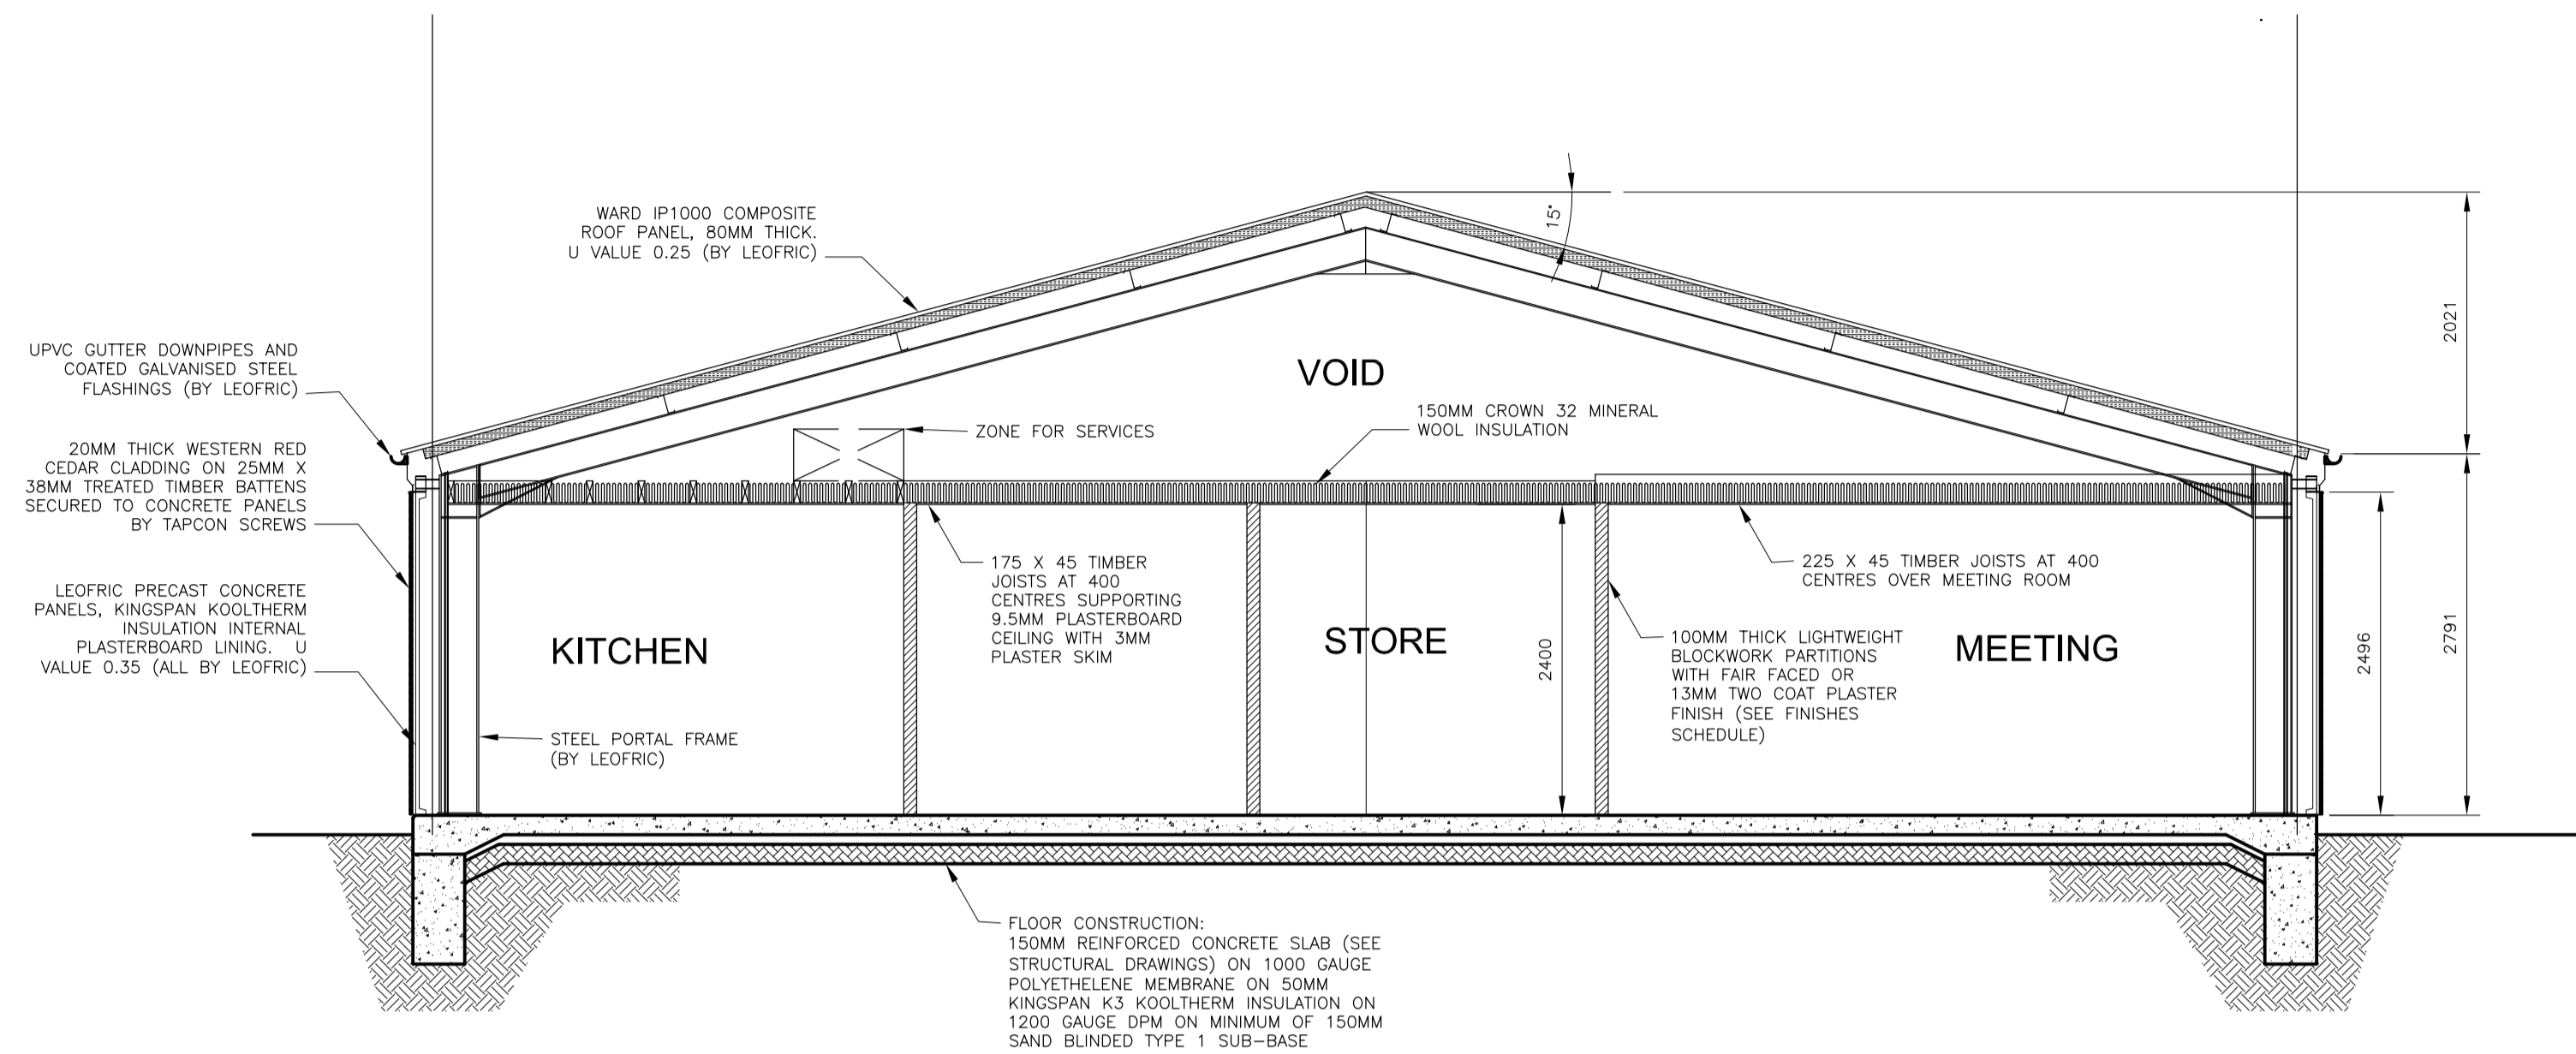 WARD IP1000 COMPOSITE
ROOF PANEL, 80MM THICK.
U VALUE 0.25 (BY LEOFRIC)
15°
2021
UPVC GUTTER DOWNPIPES AND
COATED GALVANISED STEEL
FLASHINGS (BY LEOFRIC)
VOID
150MM CROWN 32 MINERAL
WOOL INSULATION
ZONE FOR SERVICES
20MM THICK WESTERN RED
CEDAR CLADDING ON 25MM X
38MM TREATED TIMBER BATTENS
SECURED TO CONCRETE PANELS
BY TAPCON SCREWS
175 X 45 TIMBER
JOISTS AT 400
CENTRES SUPPORTING
9.5MM PLASTERBOARD
CEILING WITH 3MM
PLASTER SKIM
225 X 45 TIMBER JOISTS AT 400
CENTRES OVER MEETING ROOM
LEOFRIC PRECAST CONCRETE
PANELS, KINGSPAN KOOLTHERM
INSULATION INTERNAL
PLASTERBOARD LINING. U
VALUE 0.35 (ALL BY LEOFRIC)
KITCHEN
STORE
2400
100MM THICK LIGHTWEIGHT
BLOCKWORK PARTITIONS
WITH FAIR FACED OR
13MM TWO COAT PLASTER
FINISH (SEE FINISHES
SCHEDULE)
MEETING
2496
2791
STEEL PORTAL FRAME
(BY LEOFRIC)
FLOOR CONSTRUCTION:
150MM REINFORCED CONCRETE SLAB (SEE
STRUCTURAL DRAWINGS) ON 1000 GAUGE
POLYETHELENE MEMBRANE ON 50MM
KINGSPAN K3 KOOLTHERM INSULATION ON
1200 GAUGE DPM ON MINIMUM OF 150MM
SAND BLINDED TYPE 1 SUB-BASE